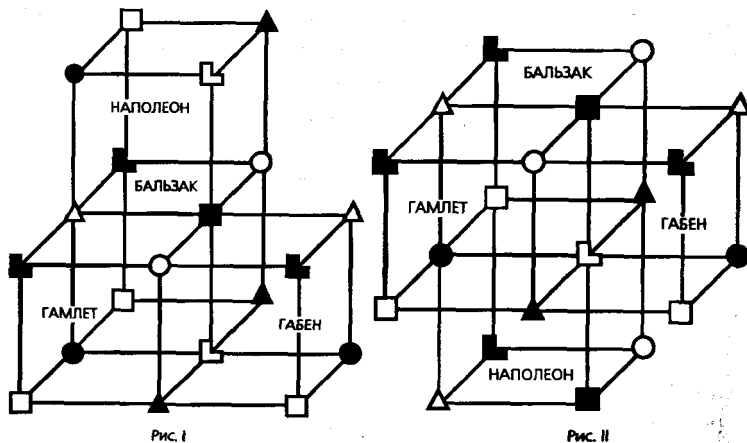 НАПОЛЕОН
БАЛЬЗАК
ГАМЛЕТ
ГАБЕН
Рис. I
БАЛЬЗАК
ГАМЛЕТ
ГАБЕН
НАПОЛЕОН
Рис. II